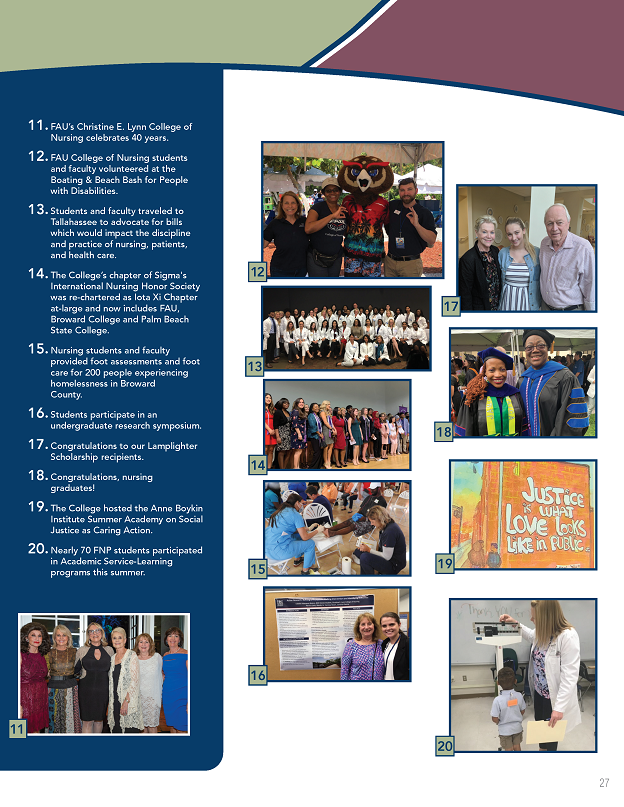 11. FAU's Christine E. Lynn College of
Nursing celebrates 40 years.
12. FAU College of Nursing students
and faculty volunteered at the
Boating & Beach Bash for People
with Disabilities.
13. Students and faculty traveled to
Tallahassee to advocate for bills
which would impact the discipline
and practice of nursing, patients,
and health care.
14. The College's chapter of Sigma's
International Nursing Honor Society
was re-chartered as Iota Xi Chapter
at-large and now includes FAU,
Broward College and Palm Beach
State College.
15. Nursing students and faculty
provided foot assessments and foot
care for 200 people experiencing
homelessness in Broward
County.
16. Students participate in an
undergraduate research symposium.
17. Congratulations to our Lamplighter
Scholarship recipients.
18. Congratulations, nursing
graduates!
19. The College hosted the Anne Boykin
Institute Summer Academy on Social
Justice as Caring Action.
20. Nearly 70 FNP students participated
in Academic Service-Learning
programs this summer.
11
12
13
14
15
16
17
18
JUSTICE
iS WHAT
LOVE LOOKS
LIKE iN PUBLIC
19
20
27